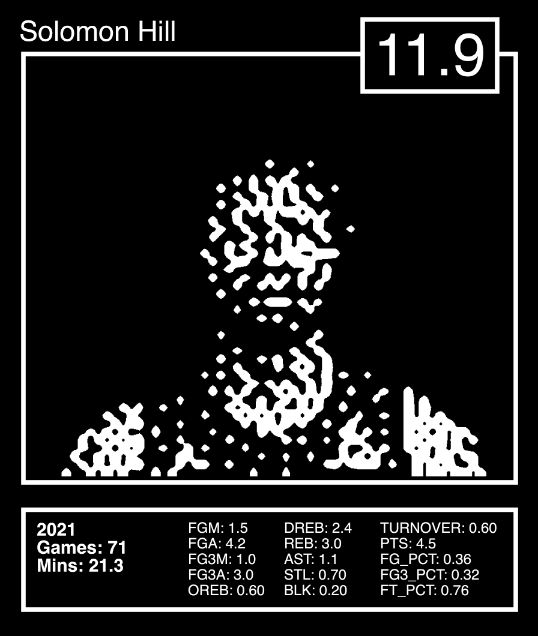 Solomon Hill
11.9
2021
Games: 71
Mins: 21.3
FGM: 1.5
FGA: 4.2
FG3M: 1.0
FG3A: 3.0
OREB: 0.60
DREB: 2.4
REB: 3.0
AST: 1.1
STL: 0.70
BLK: 0.20
TURNOVER: 0.60
PTS: 4.5
FG_PCT: 0.36
FG3_PCT: 0.32
FT_PCT: 0.76